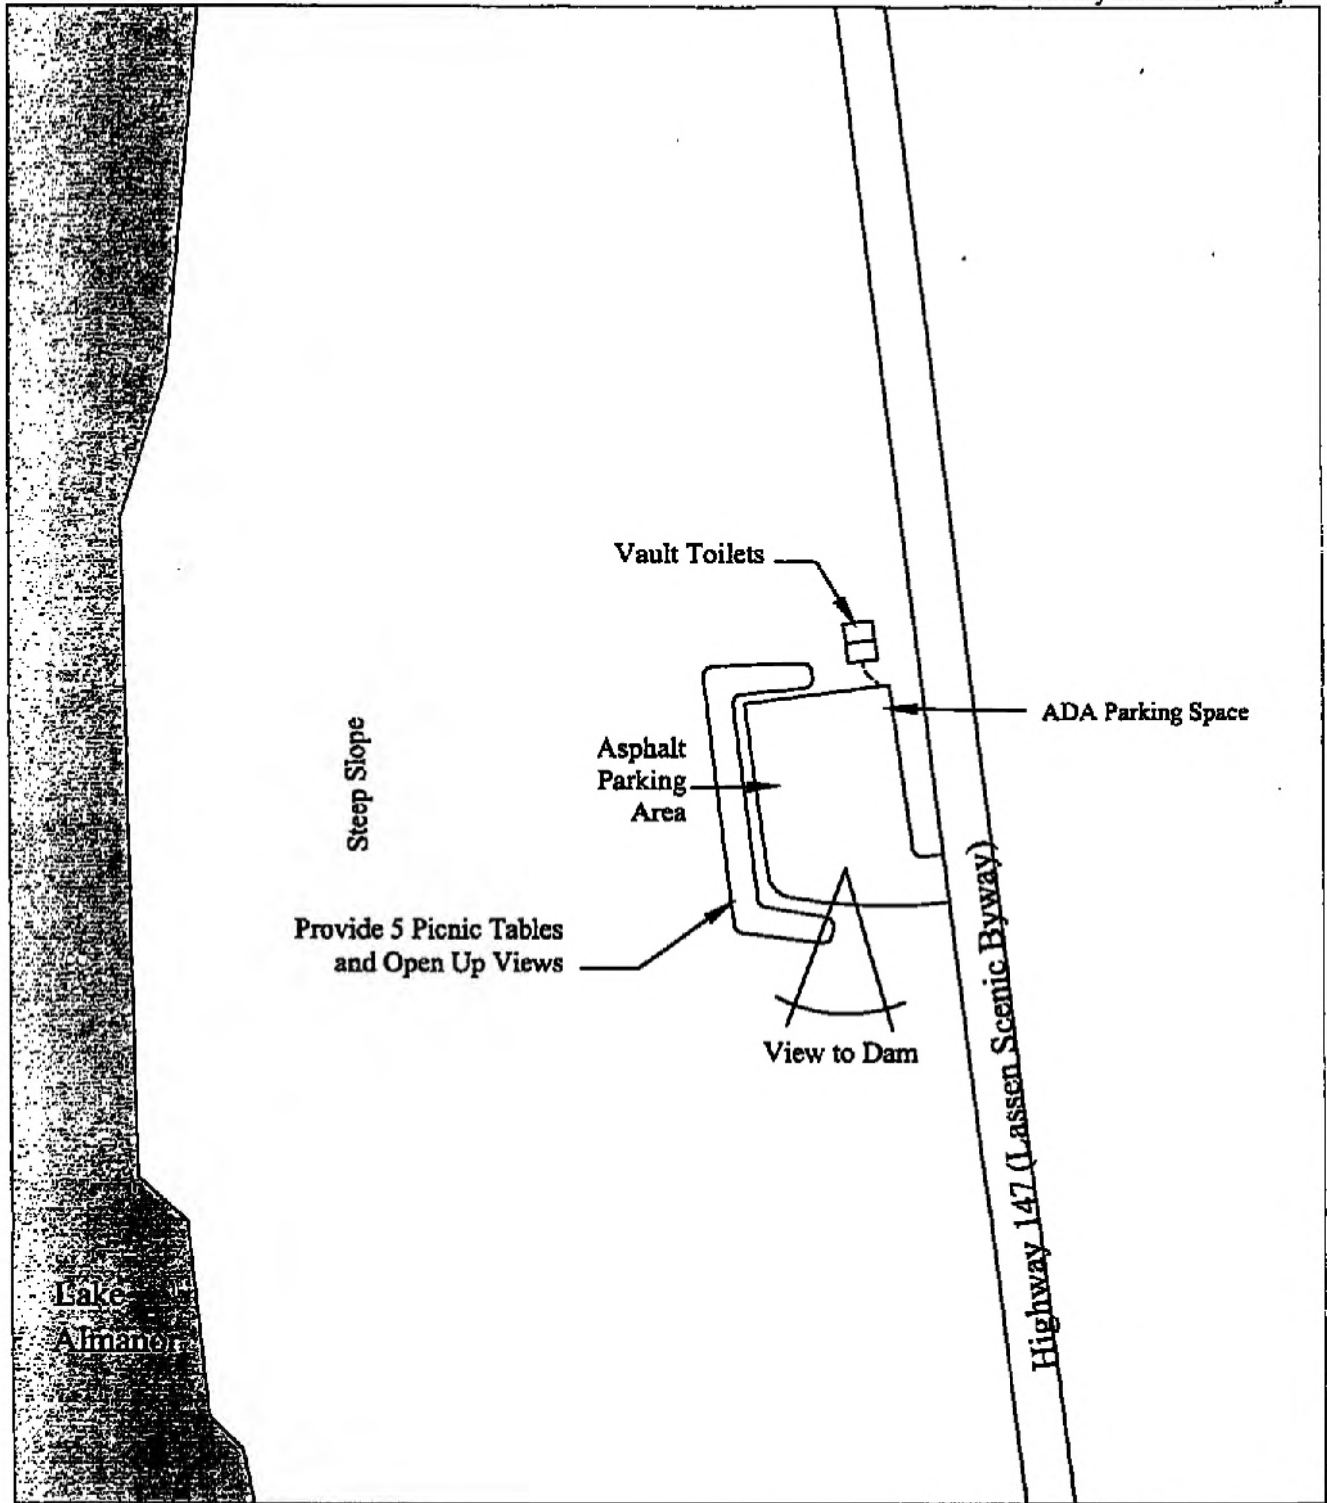 Vault Toilets
ADA Parking Space
Asphalt
Parking
Area
Steep Slope
Provide 5 Picnic Tables
and Open Up Views
View to Dam
Highway 147 (Lassen Scenic Byway)
Lake
Almanor